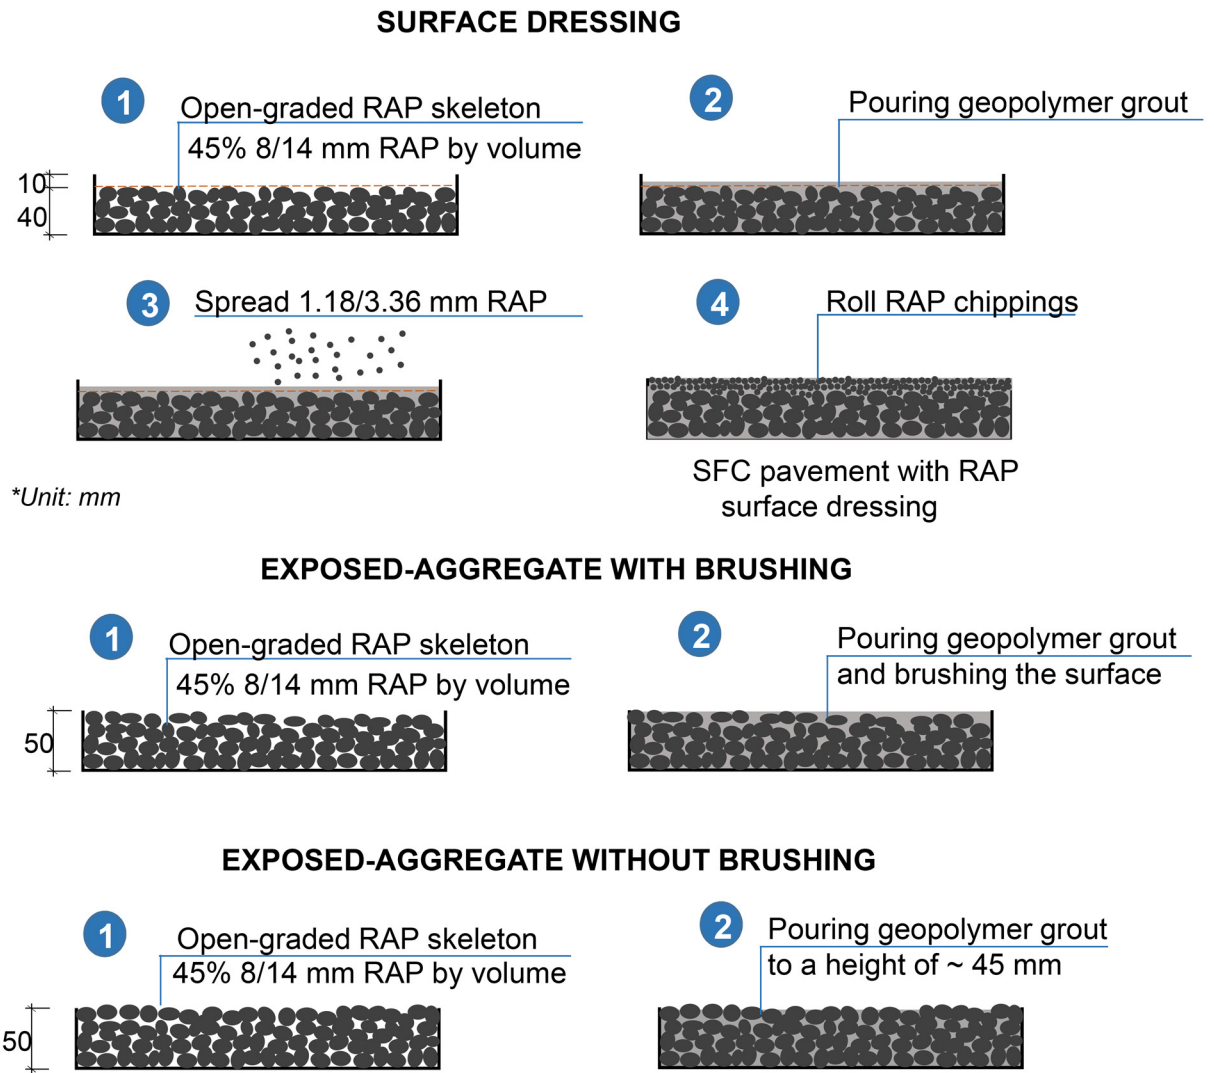 SURFACE DRESSING
1
Open-graded RAP skeleton
45% 8/14 mm RAP by volume
10
40
2
Pouring geopolymer grout
3
Spread 1.18/3.36 mm RAP
4
Roll RAP chippings
SFC pavement with RAP
surface dressing
*Unit: mm
EXPOSED-AGGREGATE WITH BRUSHING
1
Open-graded RAP skeleton
45% 8/14 mm RAP by volume
50
2
Pouring geopolymer grout
and brushing the surface
EXPOSED-AGGREGATE WITHOUT BRUSHING
1
Open-graded RAP skeleton
45% 8/14 mm RAP by volume
50
2
Pouring geopolymer grout
to a height of ~ 45 mm